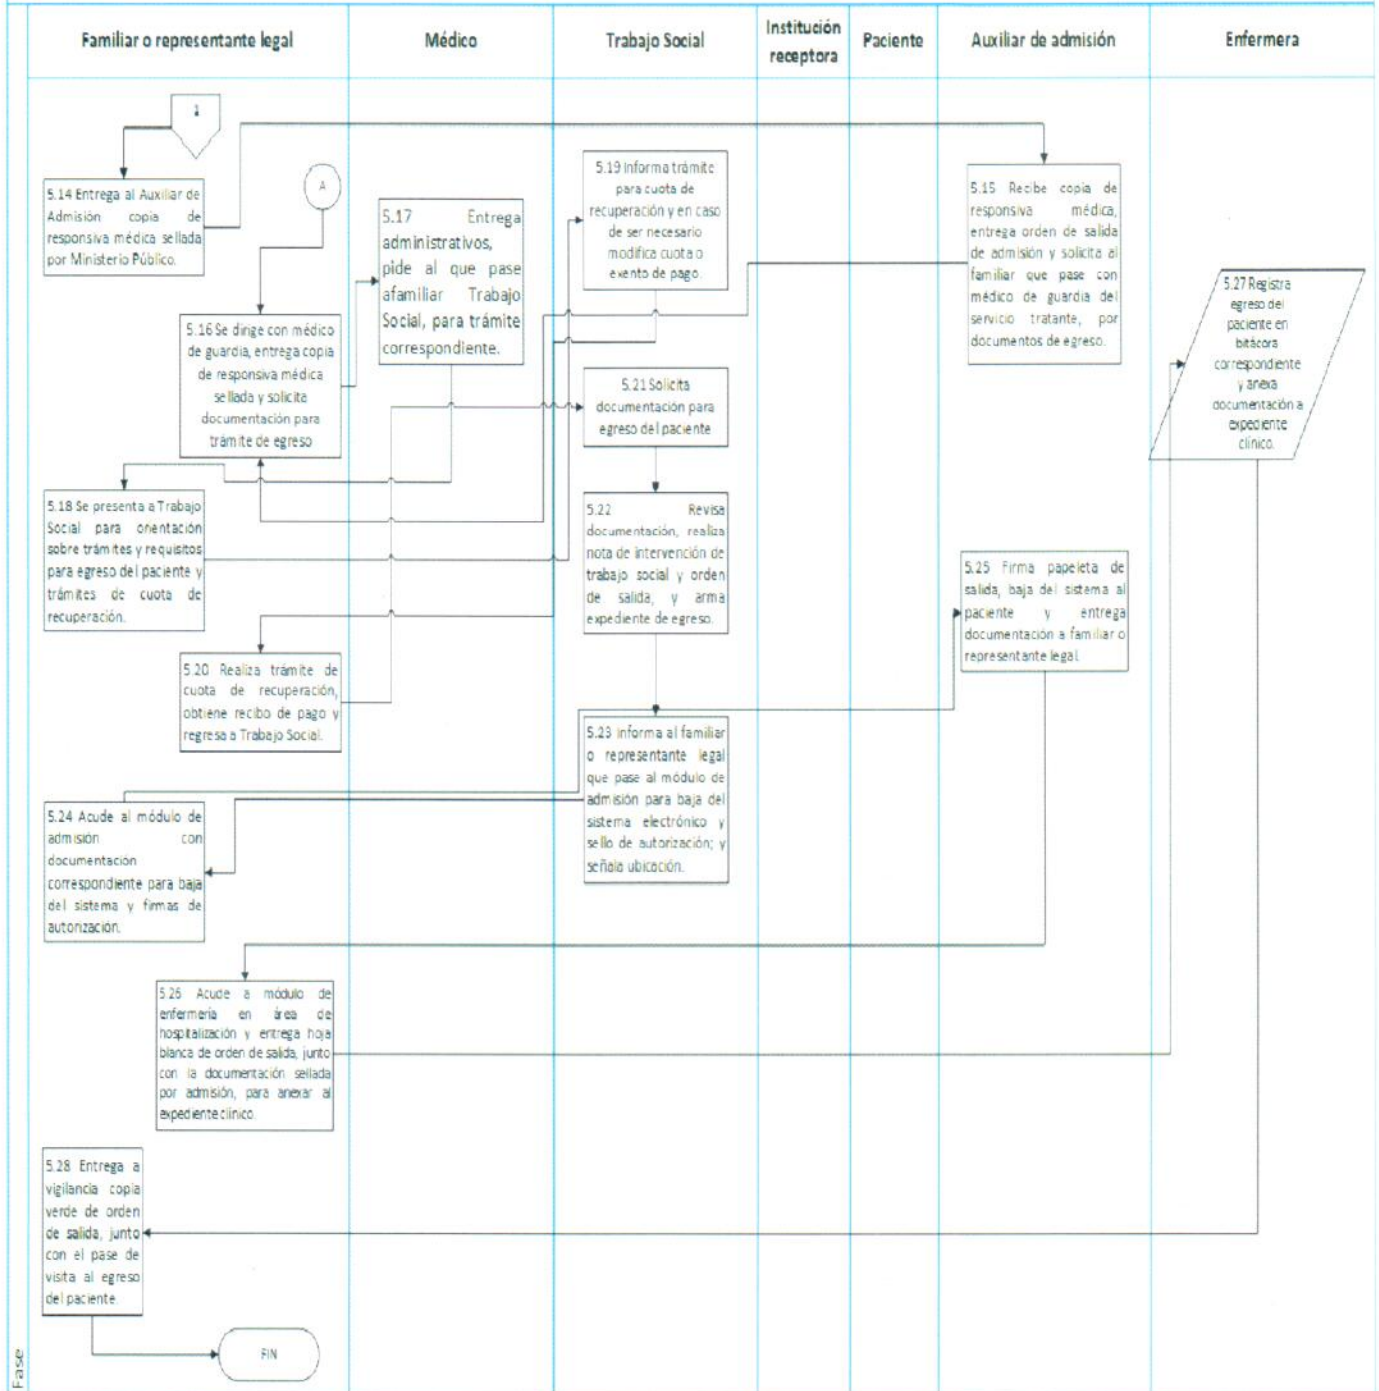 Familiar o representante legal
Médico
Trabajo Social
Institución
receptora
Paciente
Auxiliar de admisión
Enfermera
5.14 Entrega al Auxiliar de
Admisión copia de
responsiva médica sellada
por Ministerio Público.
A
5.15 Recibe copia de
responsiva médica,
entrega orden de salida
de admisión y solicita al
familiar que pase con
médico de guardia del
servicio tratante, por
documentos de egreso.
5.16 Se dirige con médico
de guardia, entrega copia
de responsiva médica
sellada y solicita
documentación para
trámite de egreso
5.17 Entrega
administrativos,
pide al que pase
afamiliar Trabajo
Social, para trámite
correspondiente.
5.18 Se presenta a Trabajo
Social para orientación
sobre trámites y requisitos
para egreso del paciente y
trámites de cuota de
recuperación.
5.19 Informa trámite
para cuota de
recuperación y en caso
de ser necesario
modifica cuota o
exento de pago.
5.20 Realiza trámite de
cuota de recuperación,
obtiene recibo de pago y
regresa a Trabajo Social.
5.21 Solicita
documentación para
egreso del paciente
5.22 Revisa
documentación, realiza
nota de intervención de
trabajo social y orden
de salida, y arma
expediente de egreso.
5.23 Informa al familiar
o representante legal
que pase al módulo de
admisión para baja del
sistema electrónico y
sello de autorización; y
señala ubicación.
5.24 Acude al módulo de
admisión con
documentación
correspondiente para baja
del sistema y firmas de
autorización.
5.25 Firma papeleta de
salida, baja del sistema al
paciente y entrega
documentación a familiar o
representante legal.
5.26 Acude a módulo de
enfermería en área de
hospitalización y entrega hoja
blanca de orden de salida, junto
con la documentación sellada
por admisión, para anexar al
expediente clínico.
5.27 Registra
egreso del
paciente en
bitácora
correspondiente
y anexa
documentación a
expediente
clínico.
5.28 Entrega a
vigilancia copia
verde de orden
de salida, junto
con el pase de
visita al egreso
del paciente.
FIN
Fase